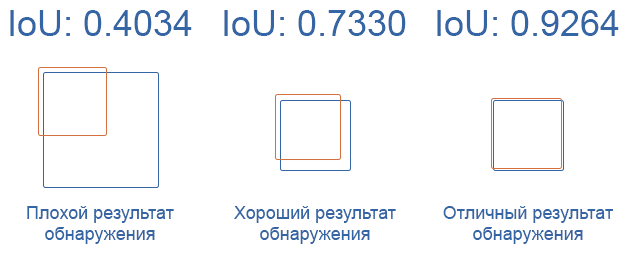 IoU: 0.4034
IoU: 0.7330
IoU: 0.9264
Плохой результат
обнаружения
Хороший результат
обнаружения
Отличный результат
обнаружения